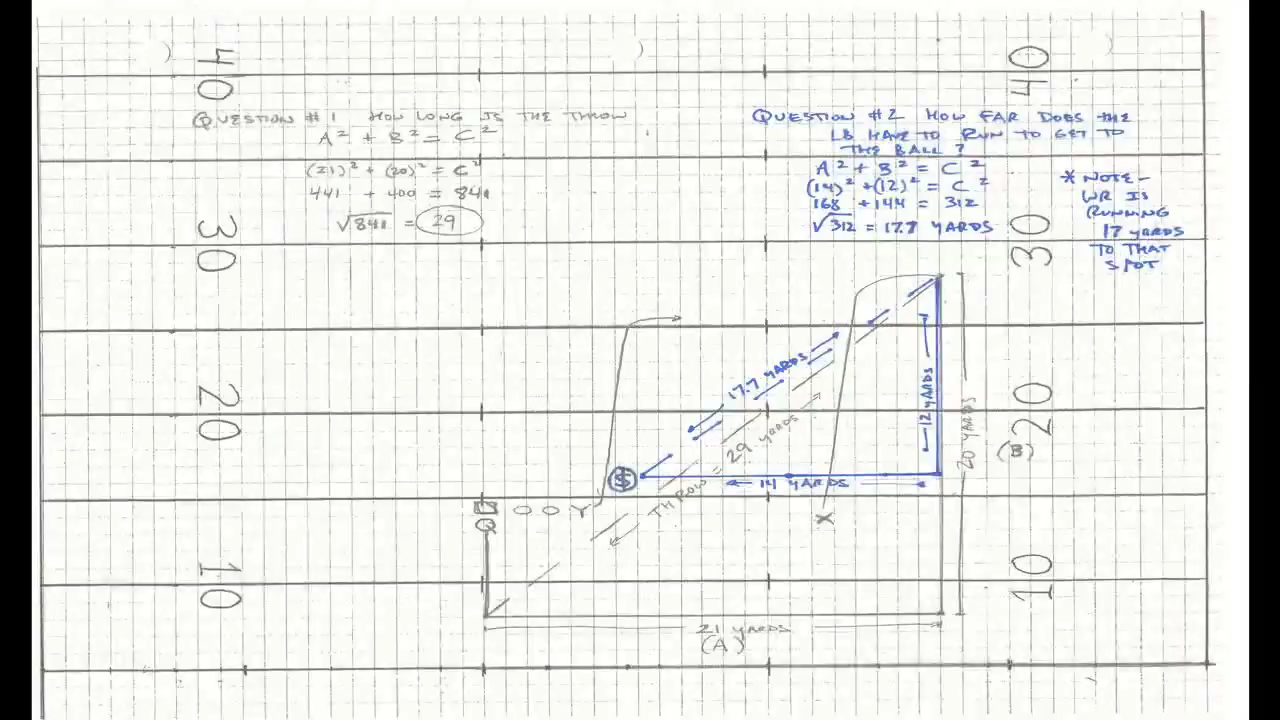 40
40
QUESTION #1 HOW LONG IS THE THROW
A² + B² = C²
(21)² + (20)² = C²
441 + 400 = 841
√841 = 29
QUESTION #2 HOW FAR DOES THE
LB HAVE TO RUN TO GET TO
THE BALL?
A² + B² = C²
(14)² + (12)² = C²
168 + 144 = 312
√312 = 17.7 YARDS
* NOTE-
WR IS
RUNNING
17 YARDS
TO THAT
SPOT
30
30
17.7 YARDS
12 YARDS
20 YARDS
(B)
20
20
THROW = 29 YARDS
$
14 YARDS
O O Y
Q
X
10
10
21 YARDS
(A)